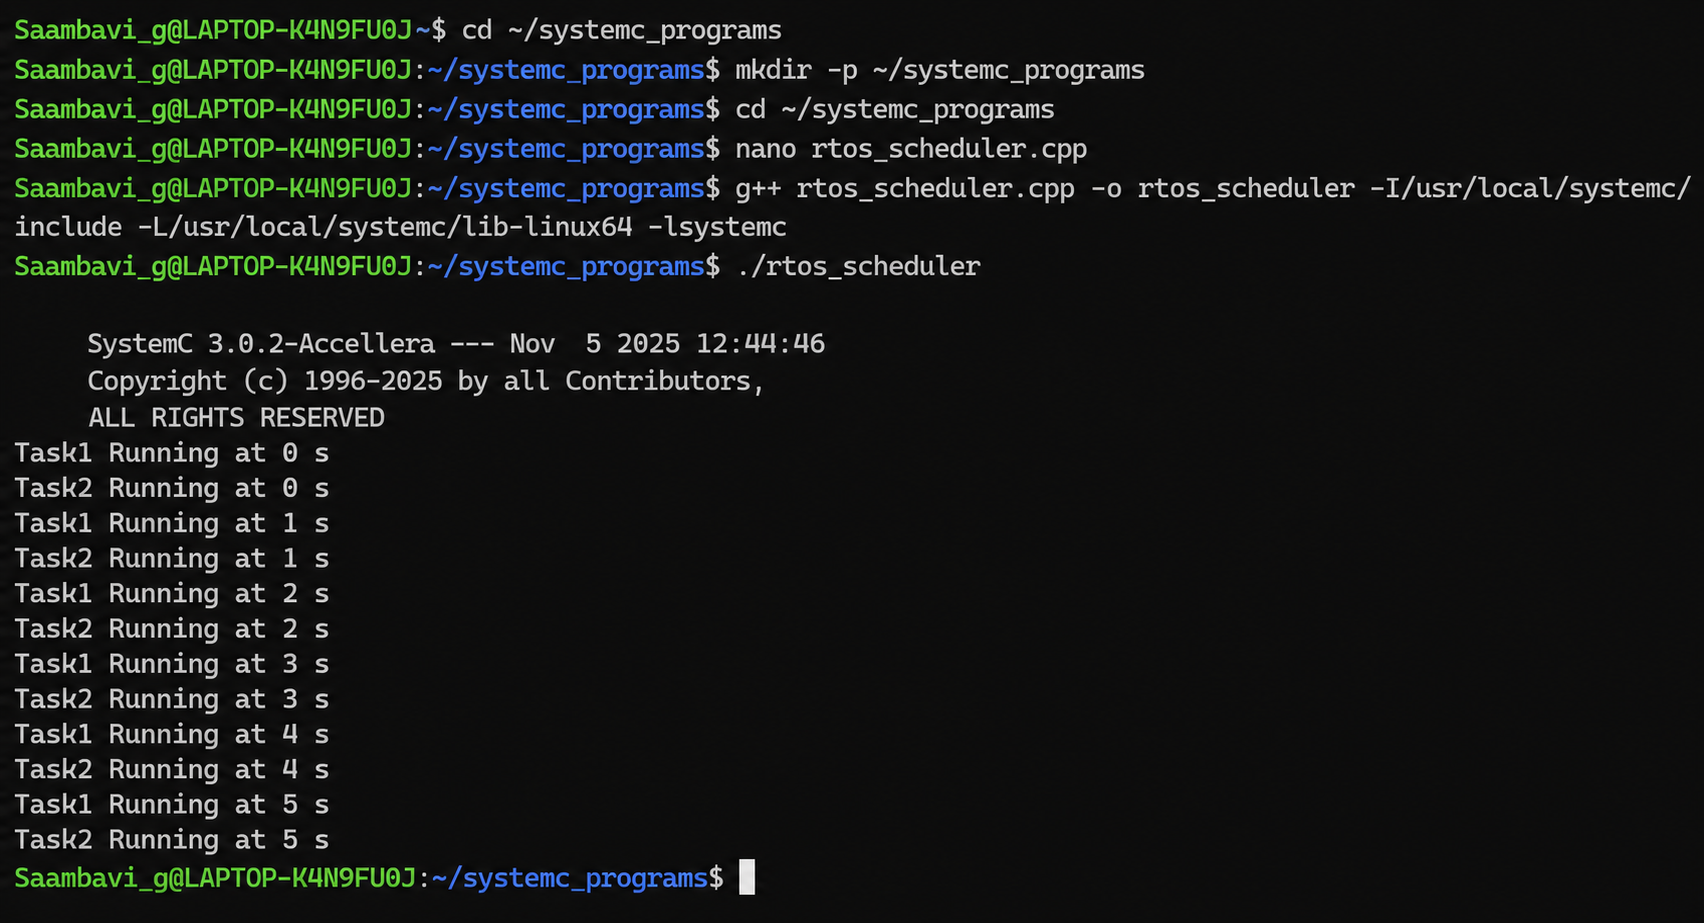 Saambavi_g@LAPTOP-K4N9FU0J~$ cd ~/systemc_programs
Saambavi_g@LAPTOP-K4N9FU0J:~/systemc_programs$ mkdir -p ~/systemc_programs
Saambavi_g@LAPTOP-K4N9FU0J:~/systemc_programs$ cd ~/systemc_programs
Saambavi_g@LAPTOP-K4N9FU0J:~/systemc_programs$ nano rtos_scheduler.cpp
Saambavi_g@LAPTOP-K4N9FU0J:~/systemc_programs$ g++ rtos_scheduler.cpp -o rtos_scheduler -I/usr/local/systemc/
include -L/usr/local/systemc/lib-linux64 -lsystemc
Saambavi_g@LAPTOP-K4N9FU0J:~/systemc_programs$ ./rtos_scheduler
SystemC 3.0.2-Accellera --- Nov  5 2025 12:44:46
Copyright (c) 1996-2025 by all Contributors,
ALL RIGHTS RESERVED
Task1 Running at 0 s
Task2 Running at 0 s
Task1 Running at 1 s
Task2 Running at 1 s
Task1 Running at 2 s
Task2 Running at 2 s
Task1 Running at 3 s
Task2 Running at 3 s
Task1 Running at 4 s
Task2 Running at 4 s
Task1 Running at 5 s
Task2 Running at 5 s
Saambavi_g@LAPTOP-K4N9FU0J:~/systemc_programs$